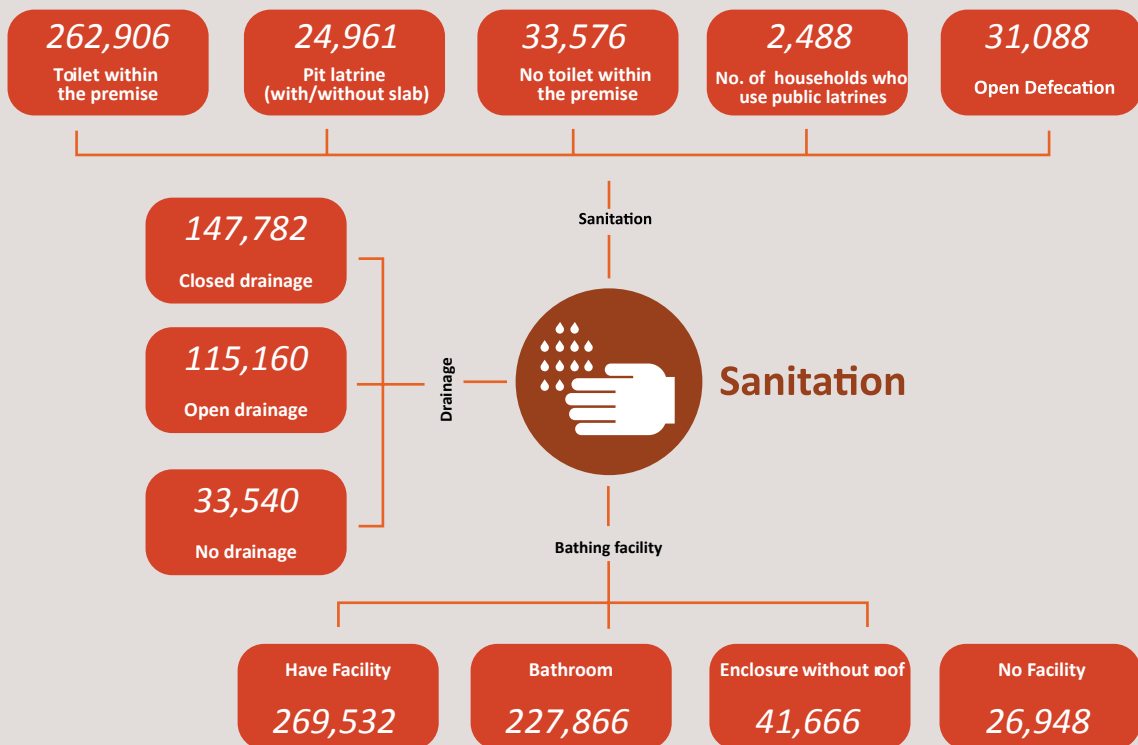 262,906
Toilet within
the premise
24,961
Pit latrine
(with/without slab)
33,576
No toilet within
the premise
2,488
No. of households who
use public latrines
31,088
Open Defecation
Sanitation
147,782
Closed drainage
115,160
Open drainage
33,540
No drainage
Drainage
Sanitation
Bathing facility
Have Facility
269,532
Bathroom
227,866
Enclosure without roof
41,666
No Facility
26,948